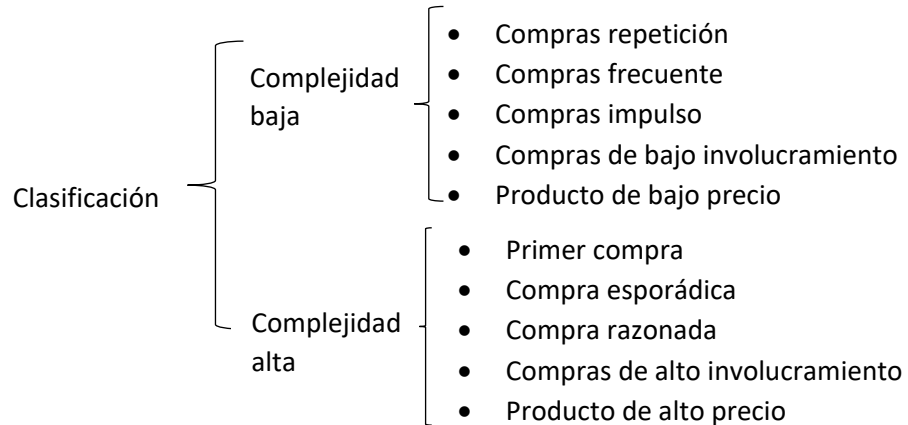 Clasificación
Complejidad
baja
• Compras repetición
• Compras frecuente
• Compras impulso
• Compras de bajo involucramiento
• Producto de bajo precio
Complejidad
alta
• Primer compra
• Compra esporádica
• Compra razonada
• Compras de alto involucramiento
• Producto de alto precio